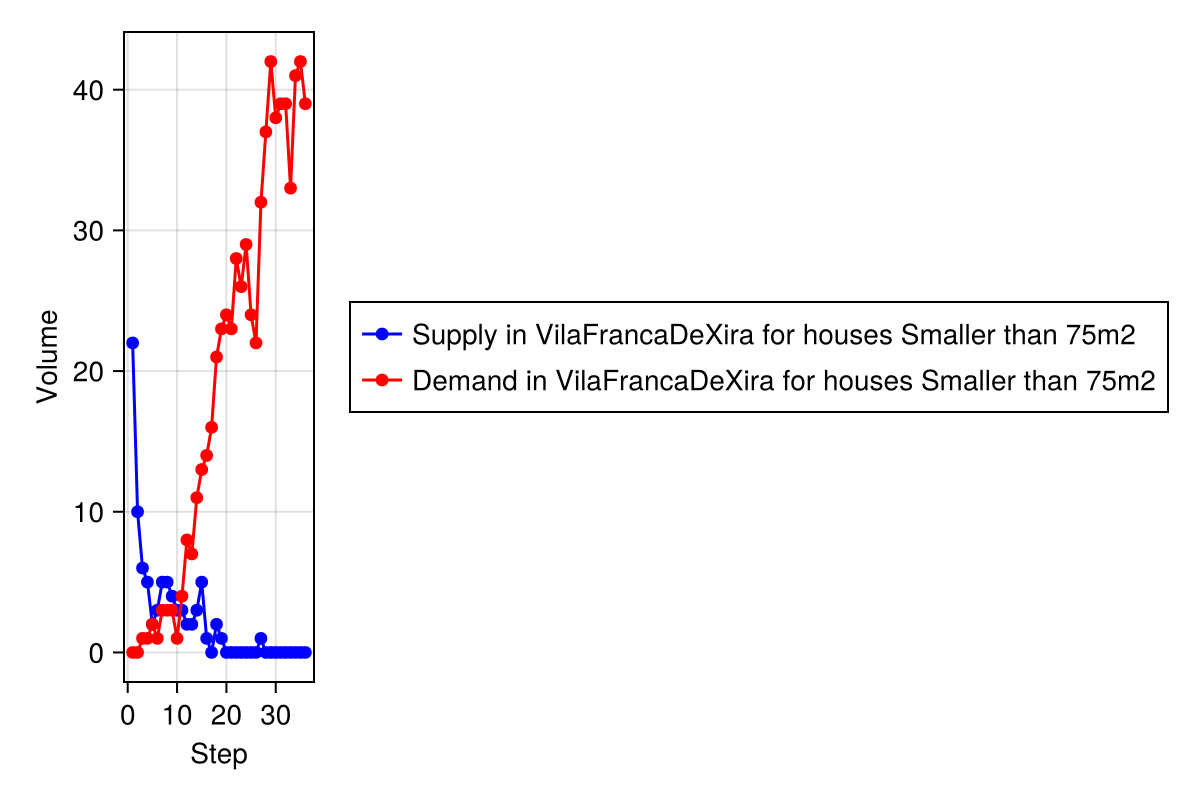 40
30
20
10
0
Volume
0 10 20 30
Step
Supply in VilaFrancaDeXira for houses Smaller than 75m2
Demand in VilaFrancaDeXira for houses Smaller than 75m2